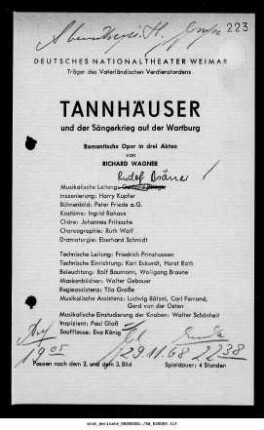 223
DEUTSCHES NATIONALTHEATER WEIMAR
Träger des Vaterländischen Verdienstordens
TANNHÄUSER
und der Sängerkrieg auf der Wartburg
Romantische Oper in drei Akten
von
RICHARD WAGNER
Musikalische Leitung:
Inszenierung: Harry Kupfer
Bühnenbild: Peter Friede a.G.
Kostüme: Ingrid Rahaus
Chöre: Johannes Fritzsche
Choreographie: Ruth Wolf
Dramaturgie: Eberhard Schmidt
Technische Leitung: Friedrich Prinzhausen
Technische Einrichtung: Karl Eckardt, Horst Roth
Beleuchtung: Rolf Baumann, Wolfgang Braune
Maskenbildner: Walter Gebauer
Regieassistenz: Tilo Große
Musikalische Assistenz: Ludwig Bätzel, Carl Ferrand,
Gerd van der Osten
Musikalische Einstudierung der Knaben: Walter Schönheit
Inspizient: Paul Glaß
Souffleuse: Eva König
19 05 29.11.68 22 38
Pausen nach dem 2. und dem 3. Bild Spieldauer: 4 Stunden